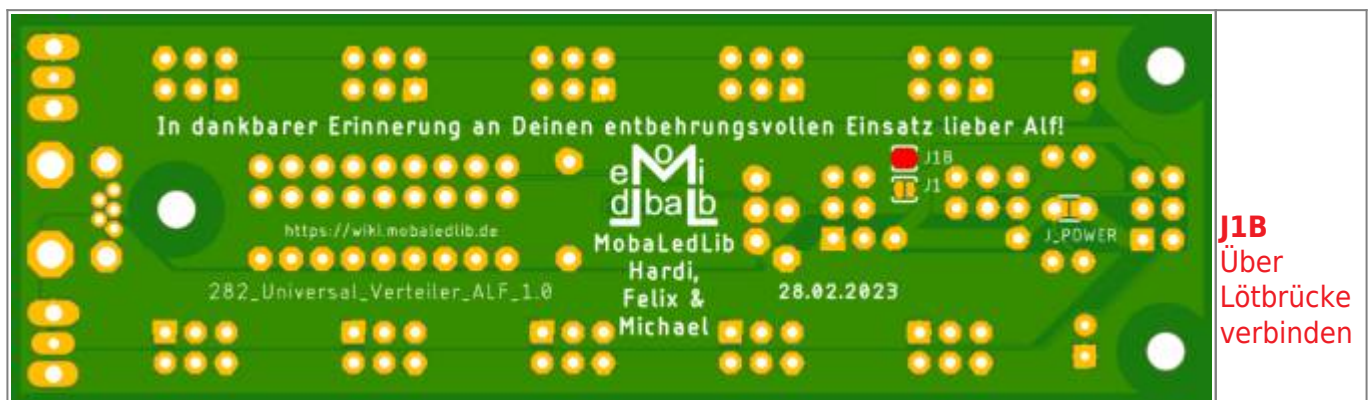 In dankbarer Erinnerung an Deinen entbehrungsvollen Einsatz lieber Alf!
J1B
J1
https://wiki.mobaledlib.de
MobaLedLib
Hardi,
Felix &
Michael
J_POWER
282_Universal_Verteiler_ALF_1.0
28.02.2023
J1B
Über
Lötbrücke
verbinden